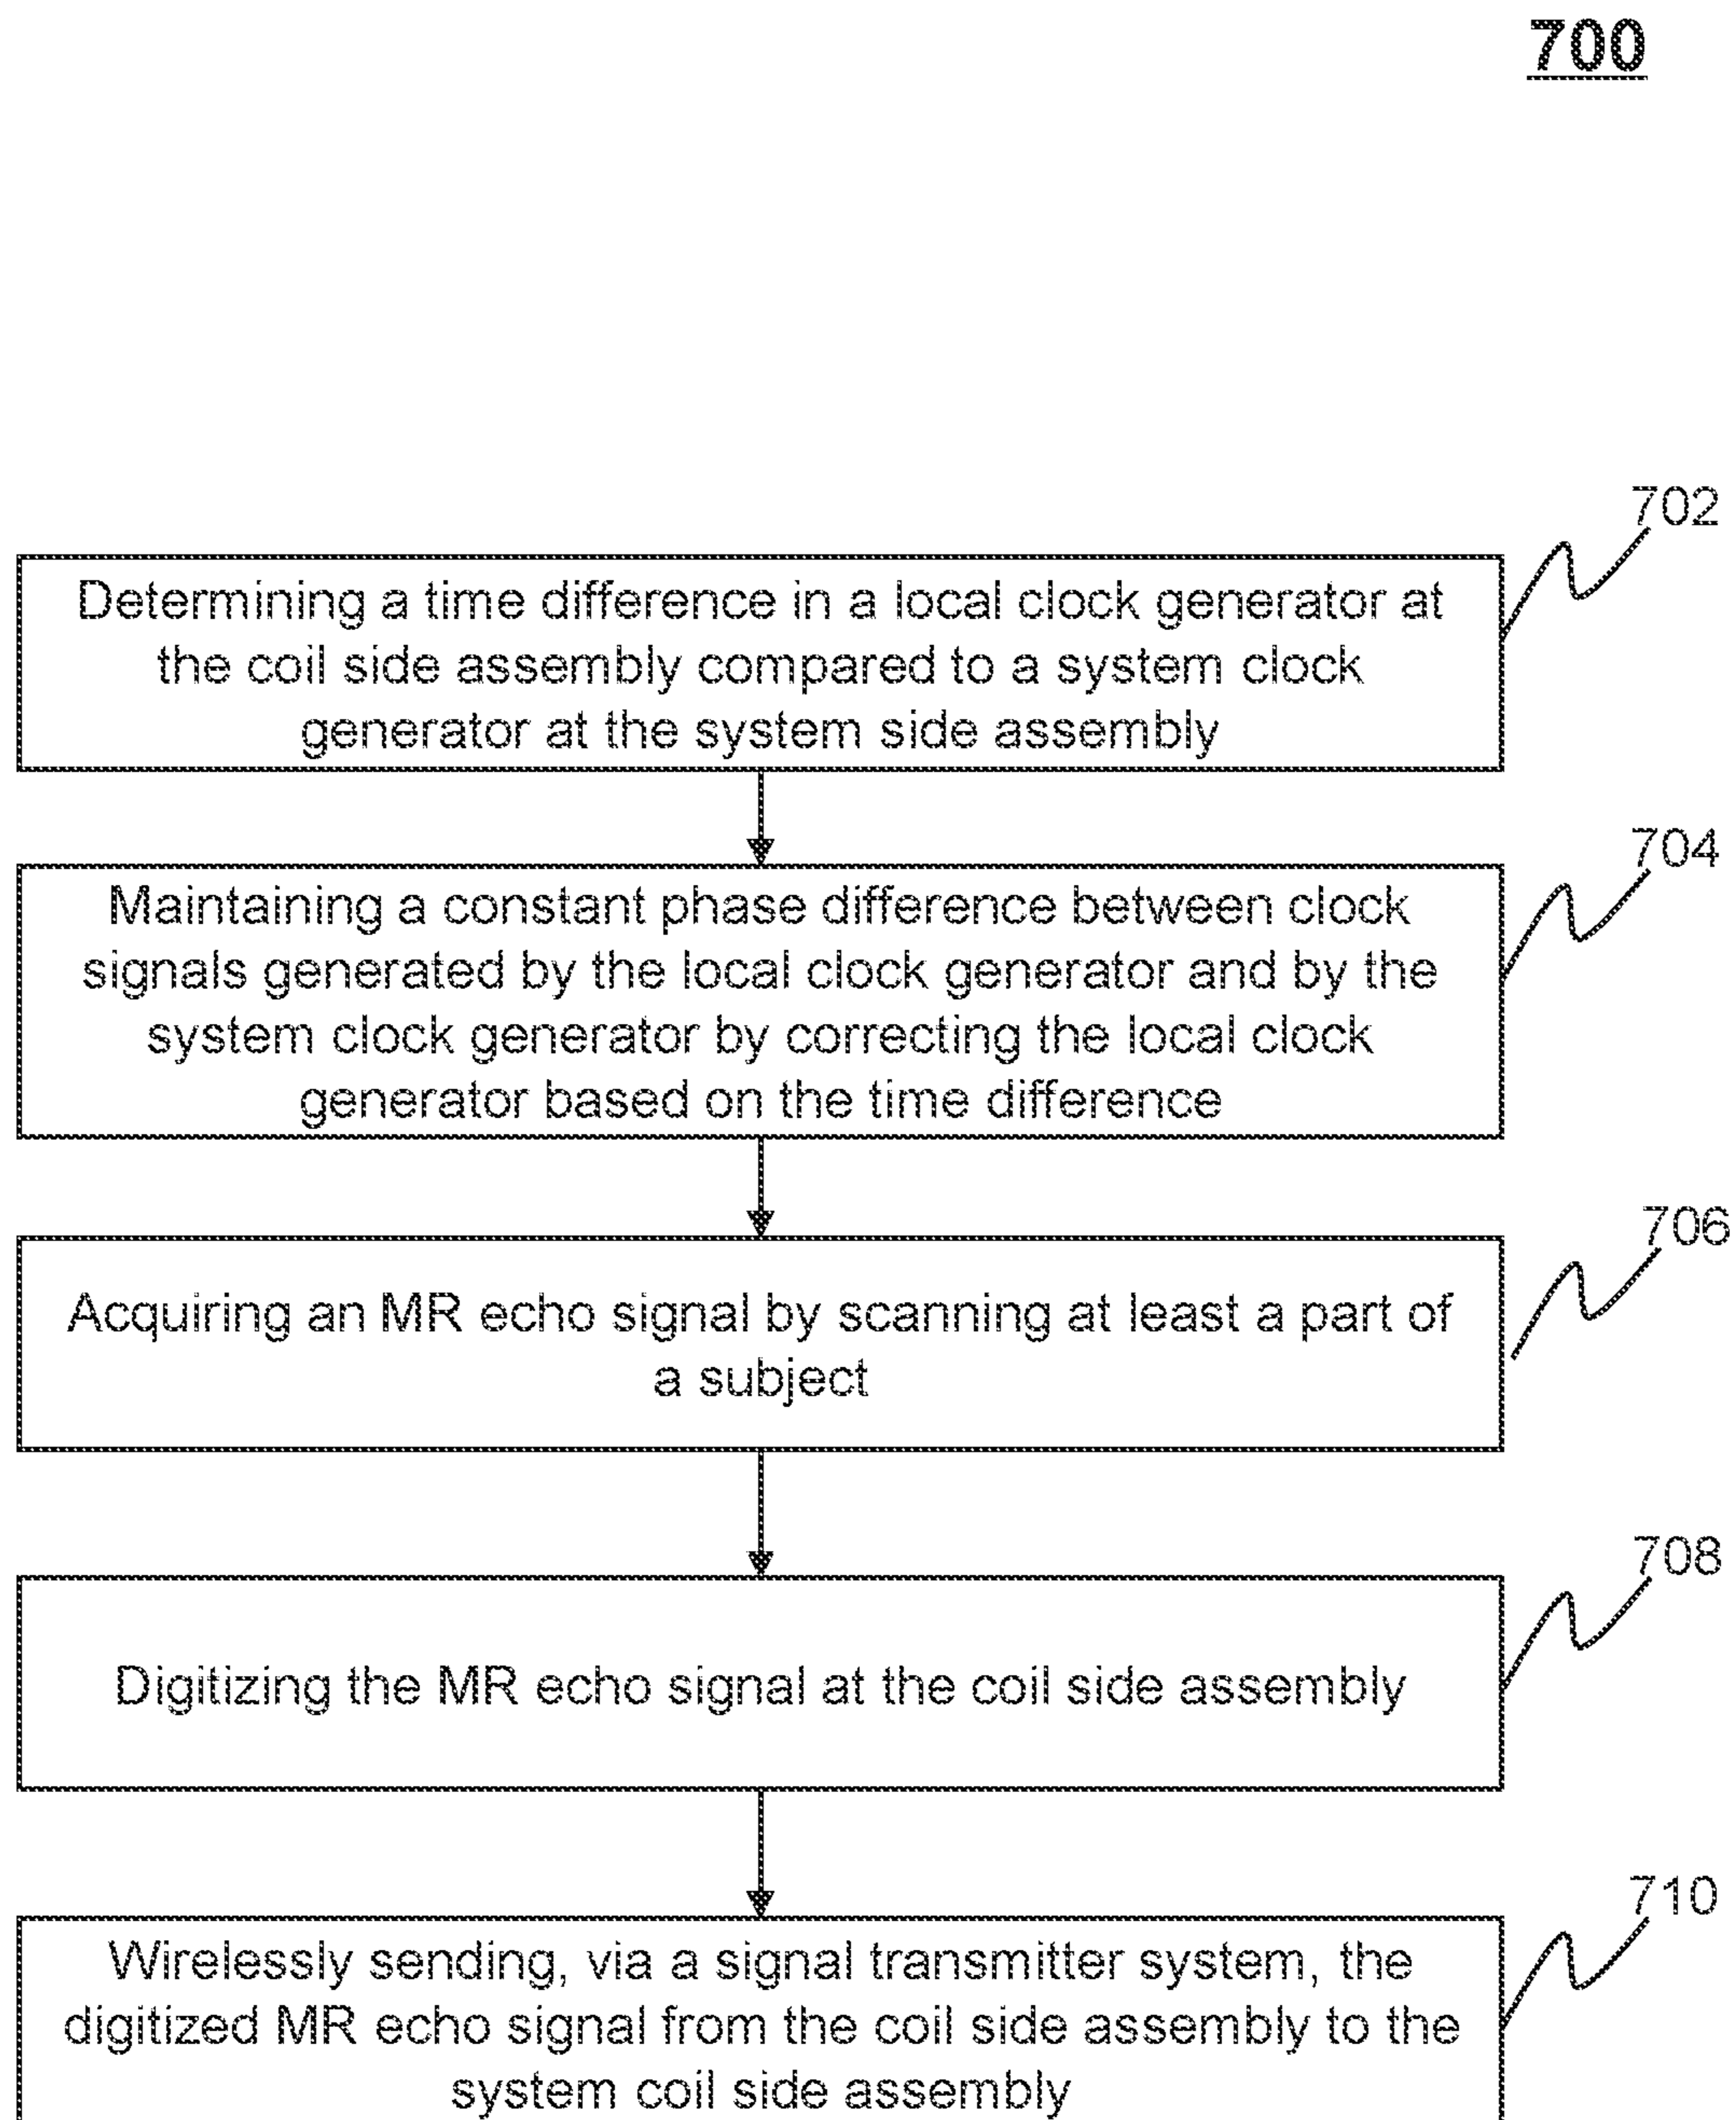 700
702
Determining a time difference in a local clock generator at
the coil side assembly compared to a system clock
generator at the system side assembly
704
Maintaining a constant phase difference between clock
signals generated by the local clock generator and by the
system clock generator by correcting the local clock
generator based on the time difference
706
Acquiring an MR echo signal by scanning at least a part of
a subject
708
Digitizing the MR echo signal at the coil side assembly
710
Wirelessly sending, via a signal transmitter system, the
digitized MR echo signal from the coil side assembly to the
system coil side assembly